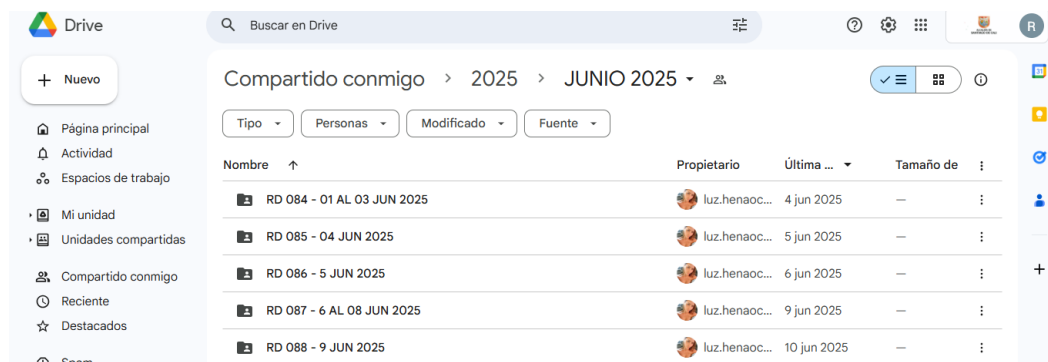 Drive
Buscar en Drive
R
Nuevo
Compartido conmigo > 2025 > JUNIO 2025
31
Tipo Personas Modificado Fuente
Página principal
Actividad
Espacios de trabajo
Mi unidad
Unidades compartidas
Compartido conmigo
Reciente
Destacados
Spam
Nombre Propietario Última ... Tamaño de
RD 084 - 01 AL 03 JUN 2025 luz.henaoc... 4 jun 2025 —
RD 085 - 04 JUN 2025 luz.henaoc... 5 jun 2025 —
RD 086 - 5 JUN 2025 luz.henaoc... 6 jun 2025 —
RD 087 - 6 AL 08 JUN 2025 luz.henaoc... 9 jun 2025 —
RD 088 - 9 JUN 2025 luz.henaoc... 10 jun 2025 —